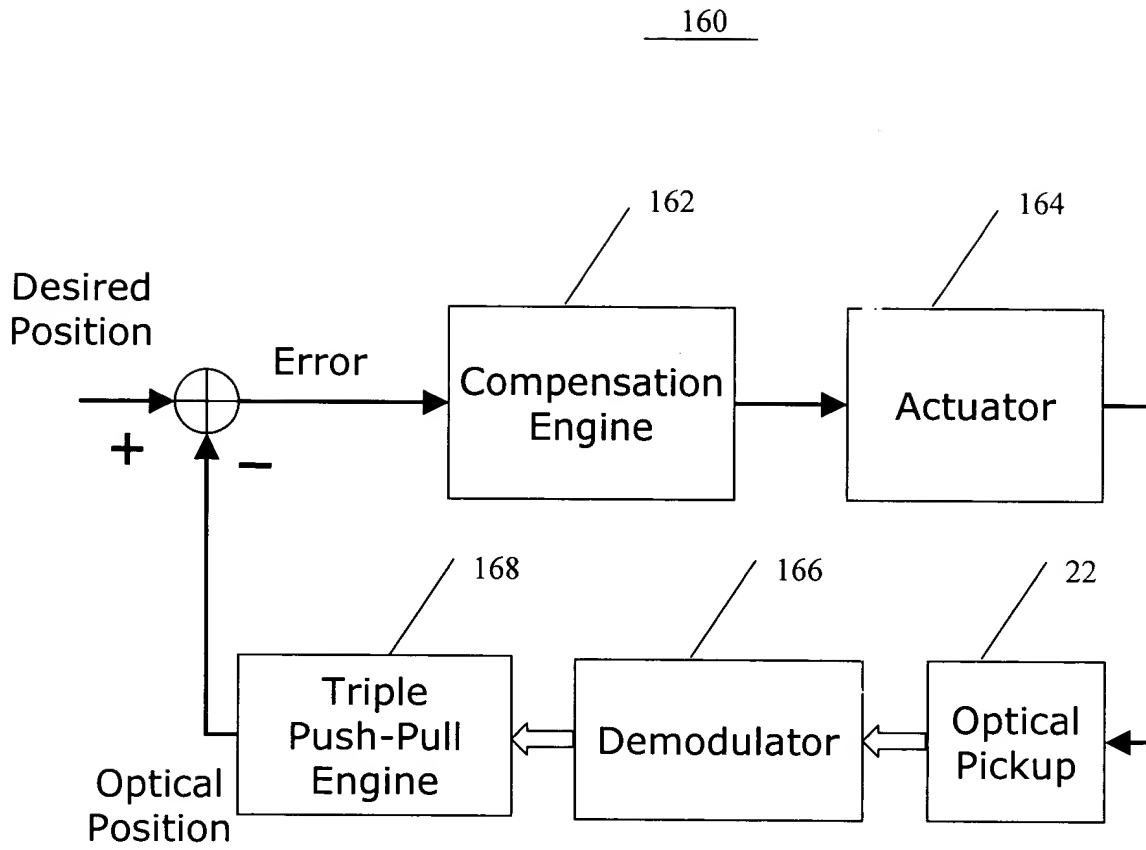 160
162
164
Desired
Position
Error
Compensation
Engine
Actuator
+
−
168
166
22
Triple
Push-Pull
Engine
Demodulator
Optical
Pickup
Optical
Position